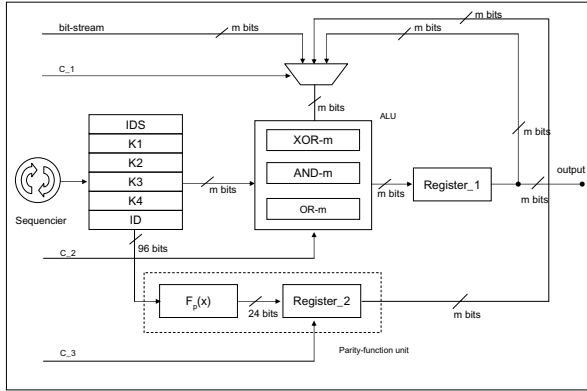 bit-stream
m bits
m bits
m bits
C_1
m bits
ALU
IDS
K1
K2
K3
K4
ID
XOR-m
AND-m
OR-m
m bits
m bits
m bits
Register_1
output
m bits
m bits
Sequencier
96 bits
C_2
Fp(x)
24 bits
Register_2
m bits
C_3
Parity-function unit